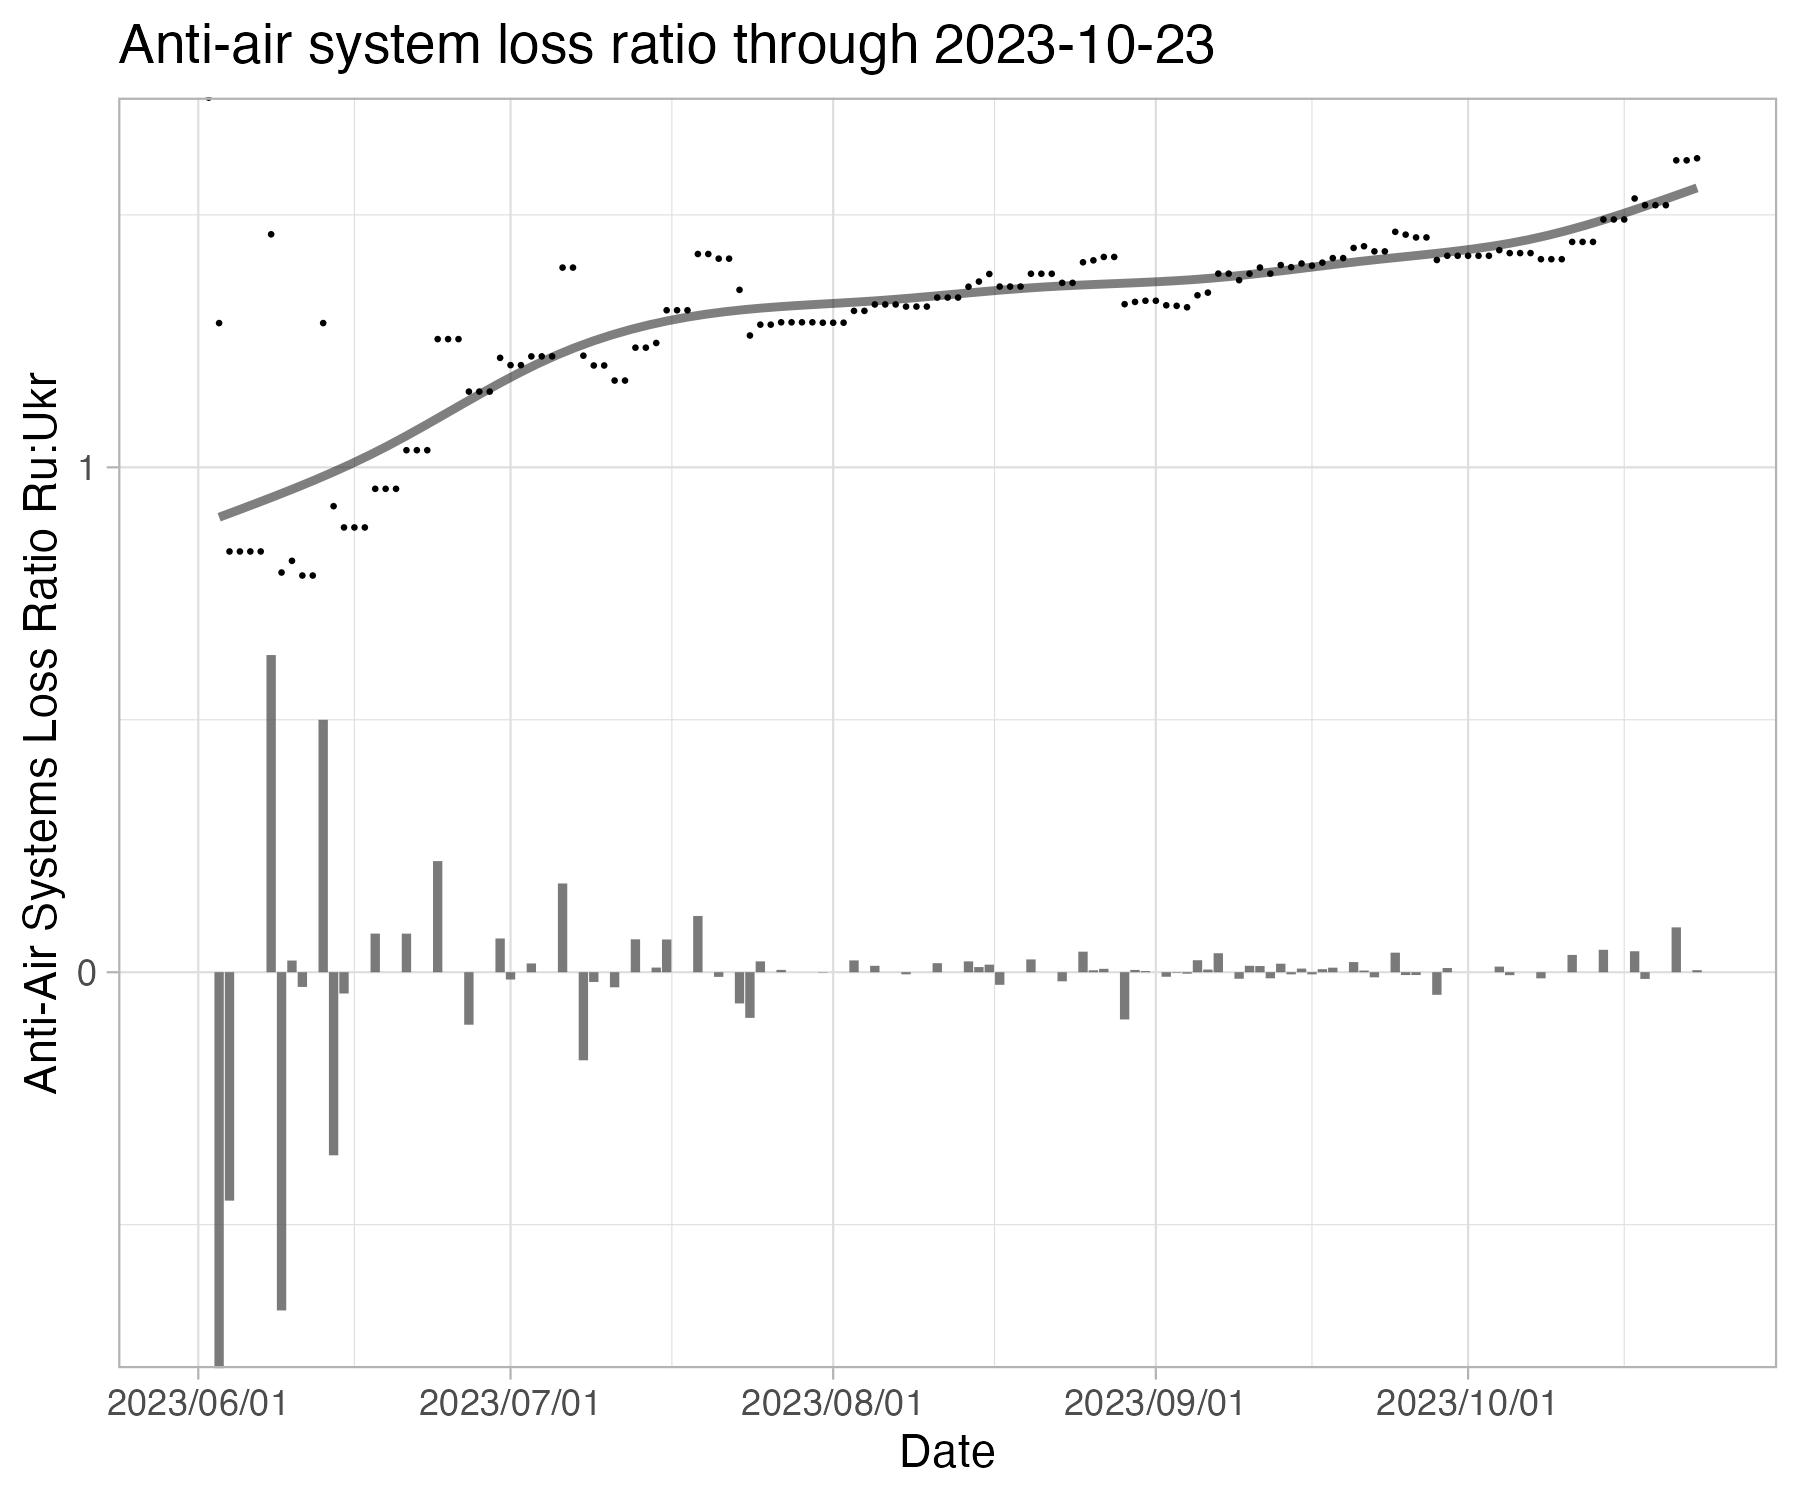 Anti-air system loss ratio through 2023-10-23
Anti-Air Systems Loss Ratio Ru:Ukr
1
0
2023/06/01 2023/07/01 2023/08/01 2023/09/01 2023/10/01
Date